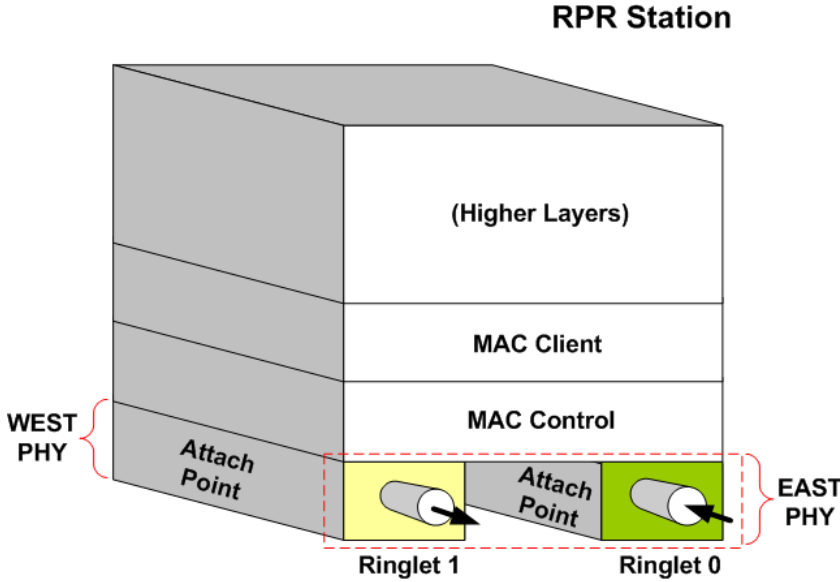 RPR Station
(Higher Layers)
MAC Client
MAC Control
WEST
PHY
Attach
Point
Attach
Point
EAST
PHY
Ringlet 1
Ringlet 0